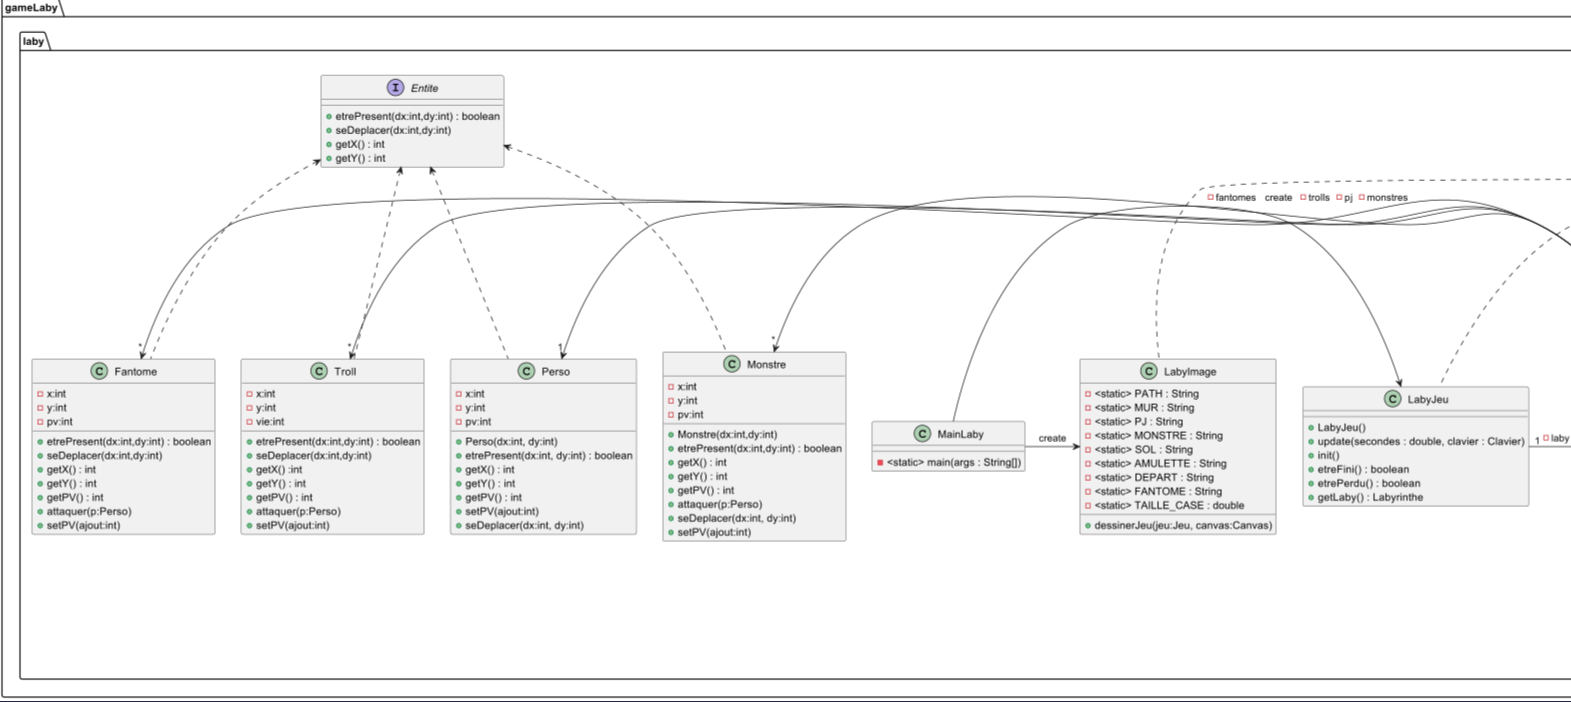 gameLaby
laby
I Entite
etrePresent(dx:int,dy:int) : boolean
seDeplacer(dx:int,dy:int)
getX() : int
getY() : int
fantomes create trolls pj monstres
* * 1 *
C Fantome
x:int
y:int
pv:int
etrePresent(dx:int,dy:int) : boolean
seDeplacer(dx:int,dy:int)
getX() : int
getY() : int
getPV() : int
attaquer(p:Perso)
setPV(ajout:int)
C Troll
x:int
y:int
vie:int
etrePresent(dx:int,dy:int) : boolean
seDeplacer(dx:int,dy:int)
getX() : int
getY() : int
getPV() : int
attaquer(p:Perso)
setPV(ajout:int)
C Perso
x:int
y:int
pv:int
Perso(dx:int, dy:int)
etrePresent(dx:int, dy:int) : boolean
getX() : int
getY() : int
getPV() : int
setPV(ajout:int)
seDeplacer(dx:int, dy:int)
C Monstre
x:int
y:int
pv:int
Monstre(dx:int,dy:int)
etrePresent(dx:int,dy:int) : boolean
getX() : int
getY() : int
getPV() : int
attaquer(p:Perso)
seDeplacer(dx:int, dy:int)
setPV(ajout:int)
C MainLaby
<static> main(args : String[])
create
C LabyImage
<static> PATH : String
<static> MUR : String
<static> PJ : String
<static> MONSTRE : String
<static> SOL : String
<static> AMULETTE : String
<static> DEPART : String
<static> FANTOME : String
<static> TAILLE_CASE : double
dessinerJeu(jeu:Jeu, canvas:Canvas)
C LabyJeu
LabyJeu()
update(secondes : double, clavier : Clavier)
init()
etreFini() : boolean
etrePerdu() : boolean
getLaby() : Labyrinthe
1 laby